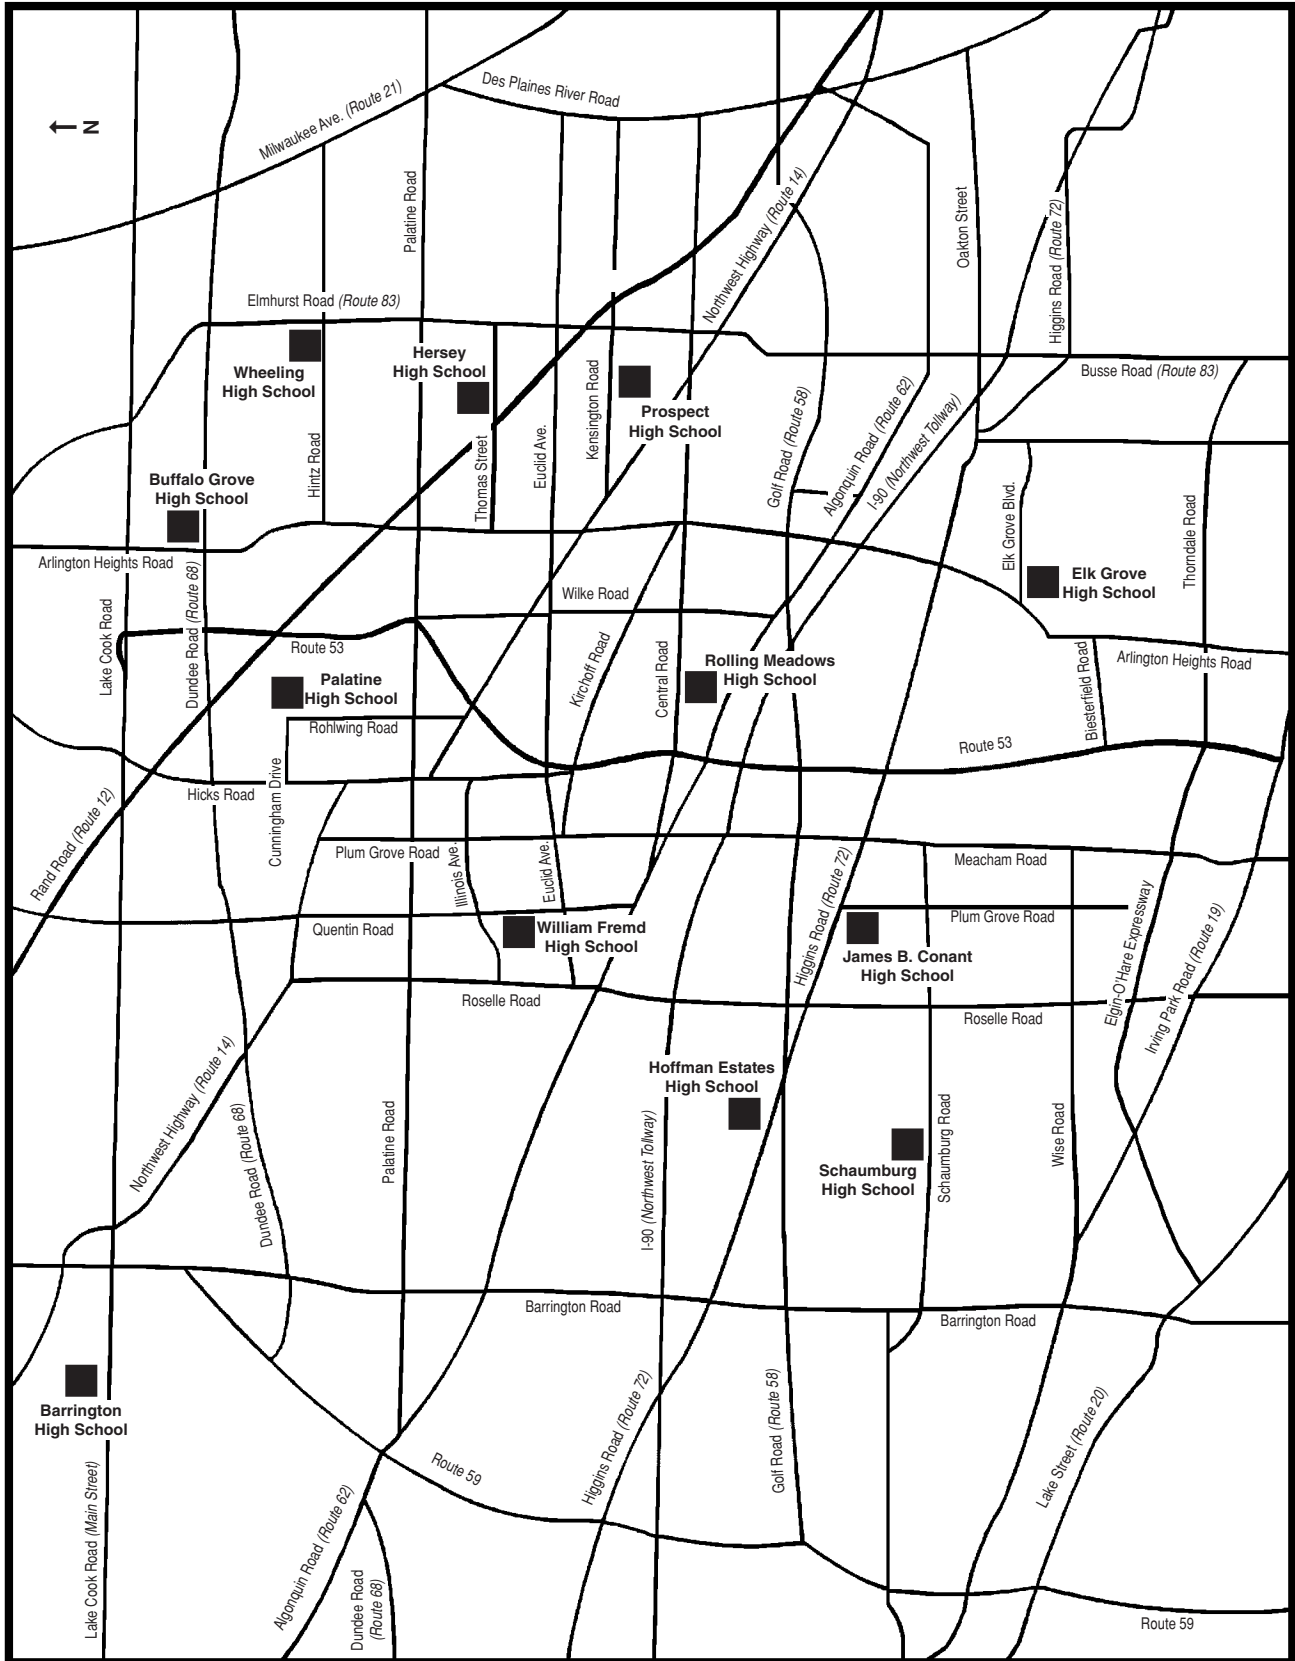 Des Plaines River Road
Milwaukee Ave. (Route 21)
N
Palatine Road
Northwest Highway (Route 14)
Oakton Street
Higgins Road (Route 72)
Elmhurst Road (Route 83)
Wheeling
High School
Hersey
High School
Kensington Road
Prospect
High School
Busse Road (Route 83)
Golf Road (Route 58)
Algonquin Road (Route 62)
I-90 (Northwest Tollway)
Hintz Road
Thomas Street
Euclid Ave.
Buffalo Grove
High School
Elk Grove Blvd.
Thorndale Road
Arlington Heights Road
Elk Grove
High School
Lake Cook Road
Dundee Road (Route 68)
Wilke Road
Route 53
Kirchoff Road
Central Road
Rolling Meadows
High School
Biesterfield Road
Arlington Heights Road
Palatine
High School
Rohlwing Road
Route 53
Rand Road (Route 12)
Hicks Road
Cunningham Drive
Plum Grove Road
Illinois Ave.
Euclid Ave.
Meacham Road
Higgins Road (Route 72)
Plum Grove Road
Elgin-O'Hare Expressway
Irving Park Road (Route 19)
Quentin Road
William Fremd
High School
James B. Conant
High School
Roselle Road
Roselle Road
Northwest Highway (Route 14)
Dundee Road (Route 68)
Palatine Road
Hoffman Estates
High School
I-90 (Northwest Tollway)
Schaumburg Road
Wise Road
Schaumburg
High School
Barrington Road
Barrington Road
Barrington
High School
Lake Cook Road (Main Street)
Route 59
Higgins Road (Route 72)
Golf Road (Route 58)
Lake Street (Route 20)
Algonquin Road (Route 62)
Dundee Road
(Route 68)
Route 59